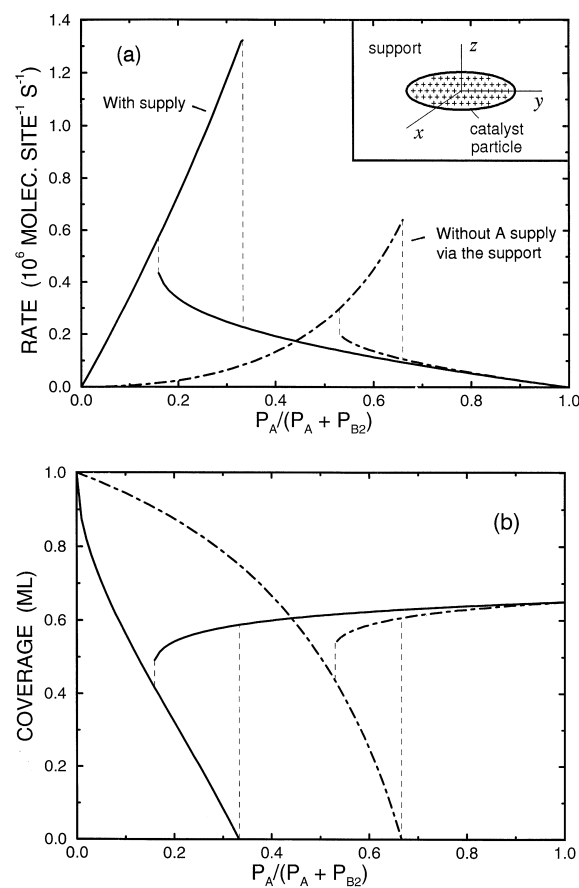 (a)
With supply
support
z
y
x
catalyst
particle
Without A supply
via the support
RATE (10⁶ MOLEC. SITE⁻¹ S⁻¹)
1.4
1.2
1.0
0.8
0.6
0.4
0.2
0.0
0.0 0.2 0.4 0.6 0.8 1.0
P_A/(P_A + P_B2)
(b)
COVERAGE (ML)
1.0
0.8
0.6
0.4
0.2
0.0
0.0 0.2 0.4 0.6 0.8 1.0
P_A/(P_A + P_B2)